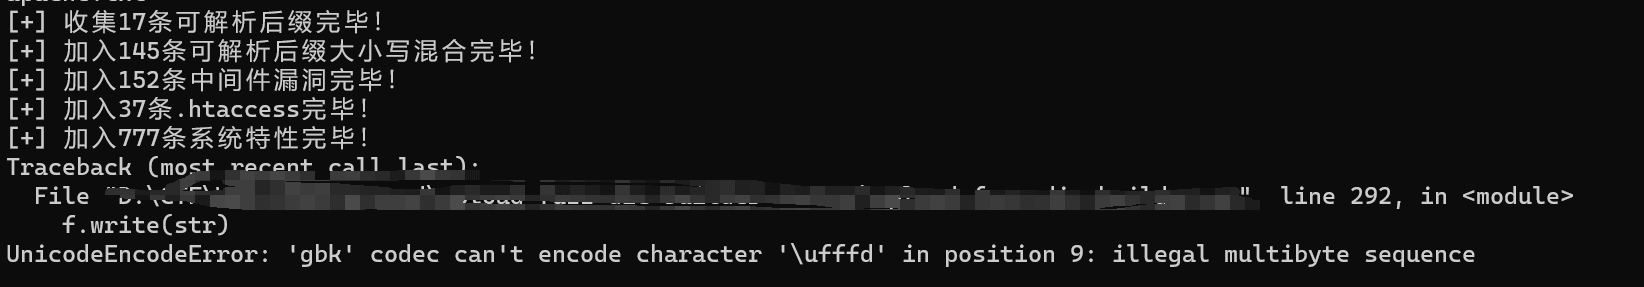 [+] 收集17条可解析后缀完毕!
[+] 加入145条可解析后缀大小写混合完毕!
[+] 加入152条中间件漏洞完毕!
[+] 加入37条.htaccess完毕!
[+] 加入777条系统特性完毕!
Traceback (most recent call last):
  File "D:\ ", line 292, in <module>
    f.write(str)
UnicodeEncodeError: 'gbk' codec can't encode character '\ufffd' in position 9: illegal multibyte sequence